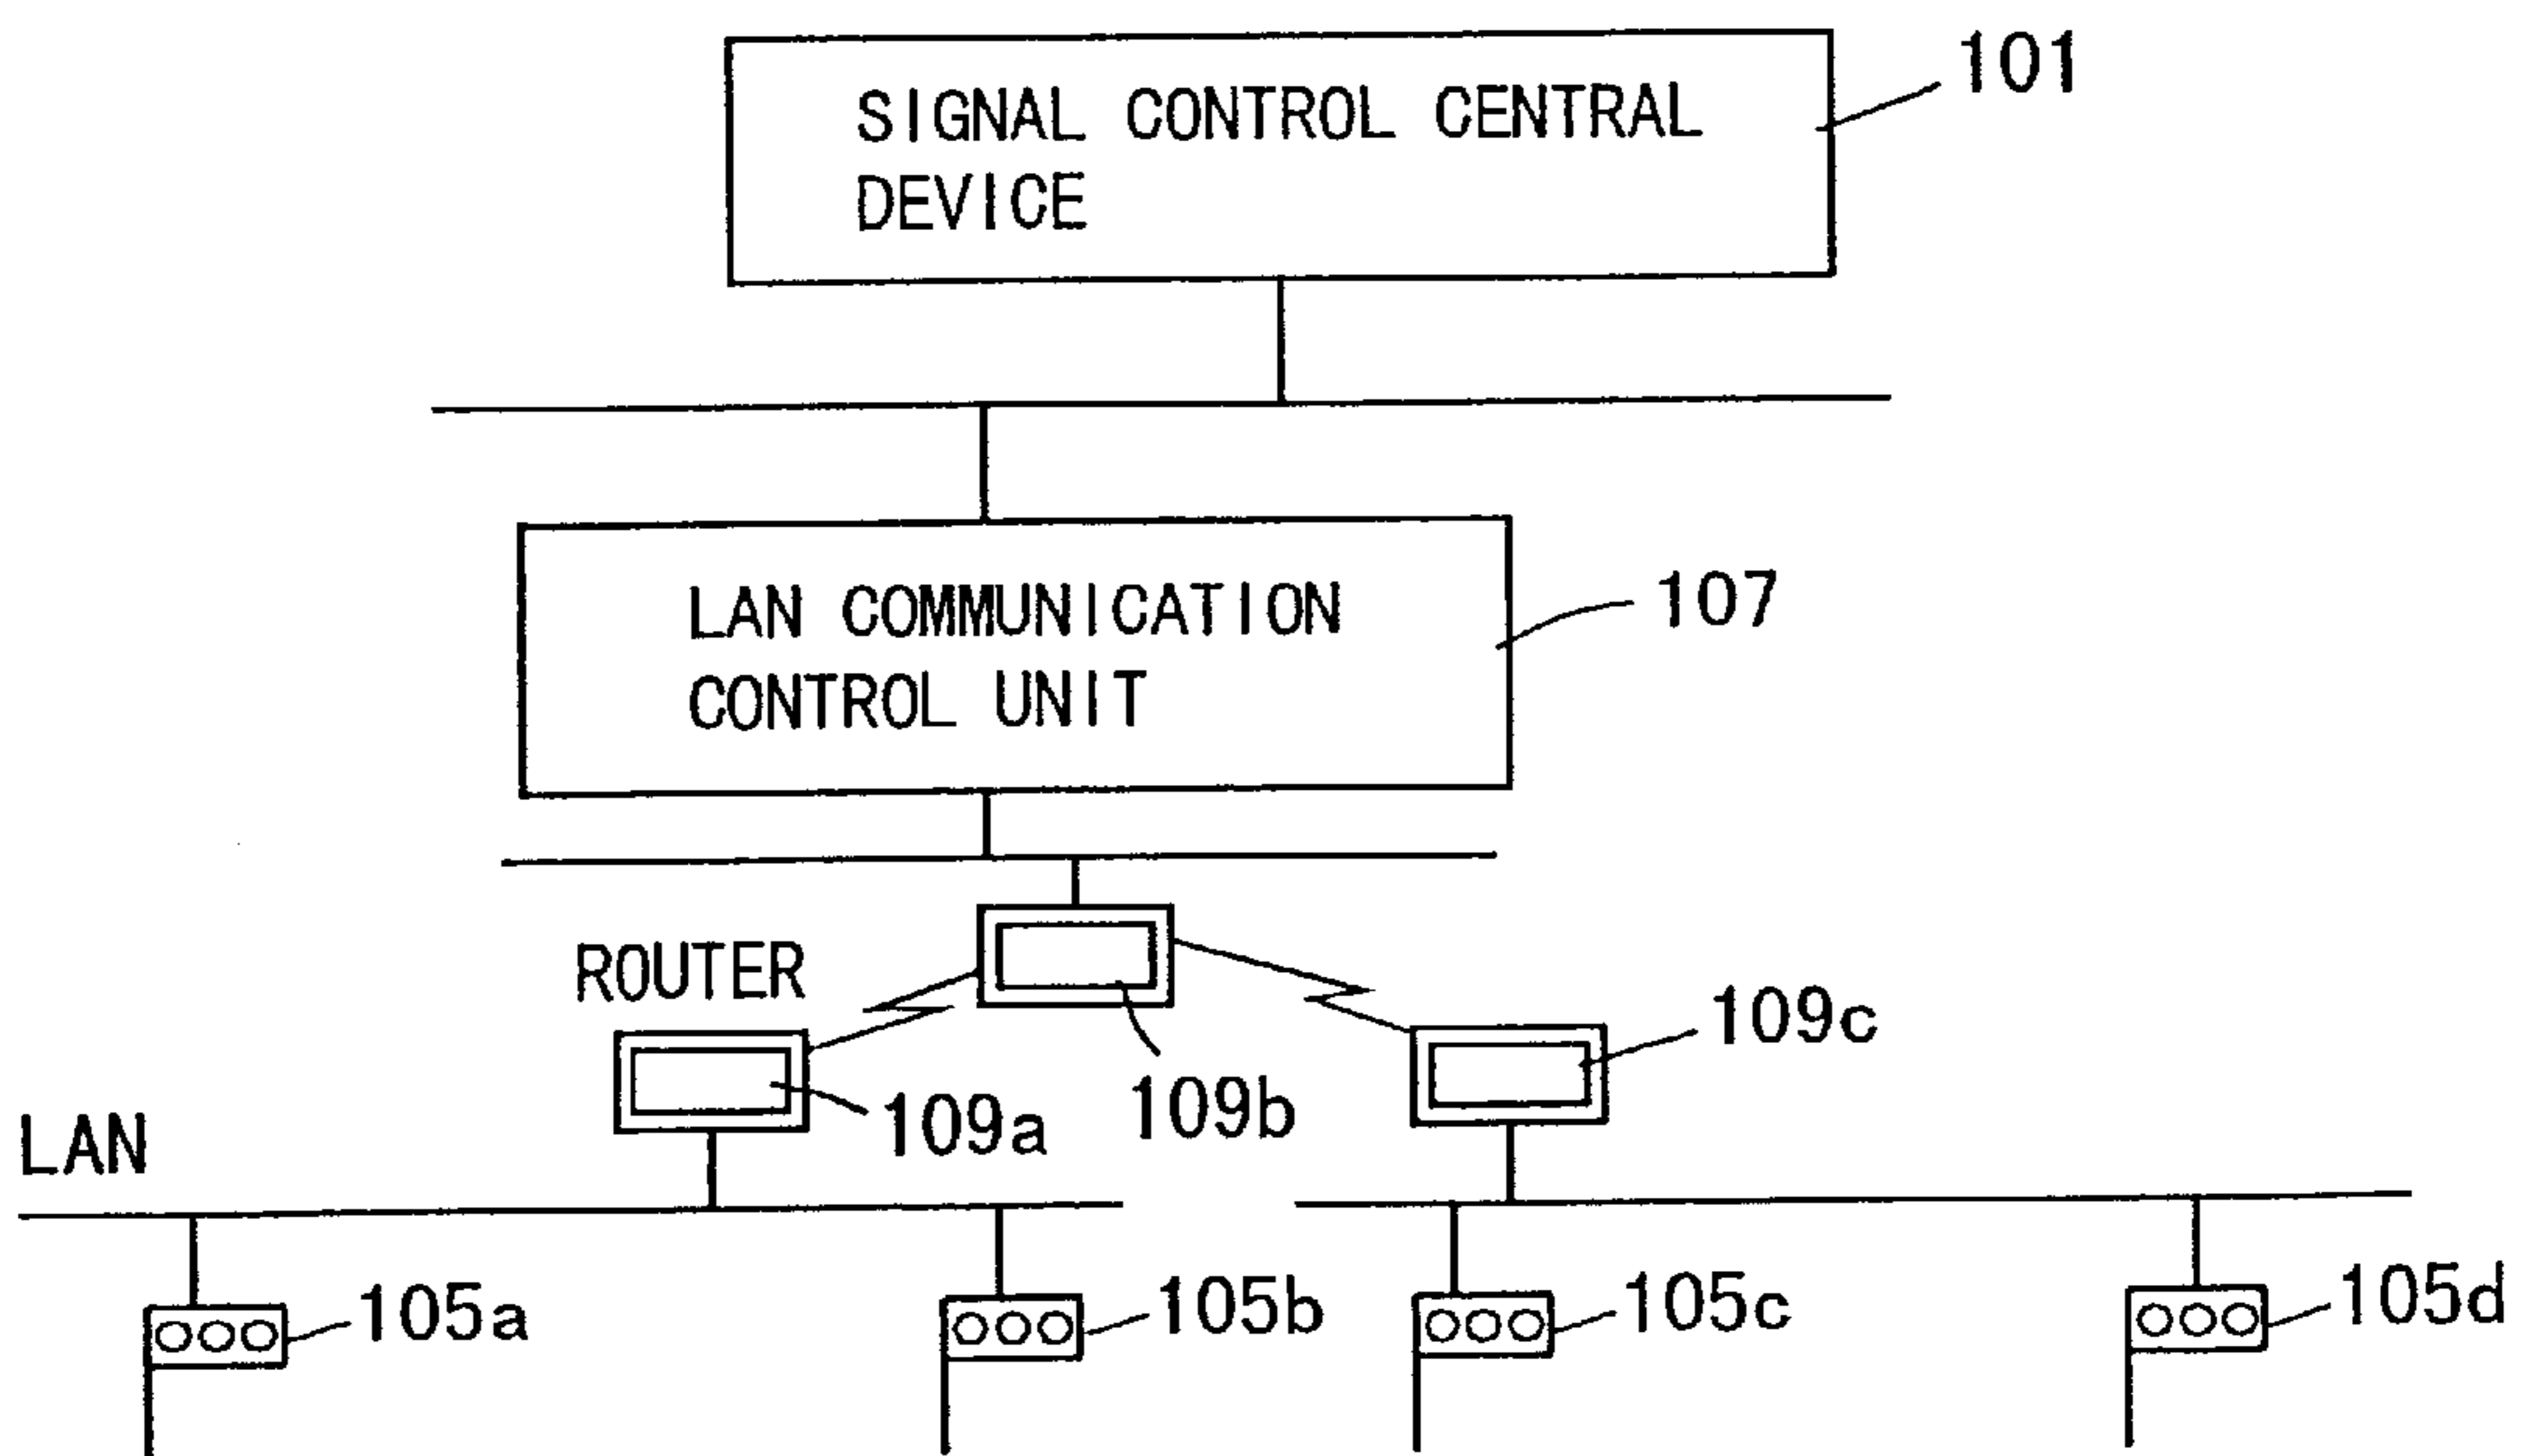 SIGNAL CONTROL CENTRAL
DEVICE
101
LAN COMMUNICATION
CONTROL UNIT
107
ROUTER
109a
109b
109c
LAN
105a
105b
105c
105d